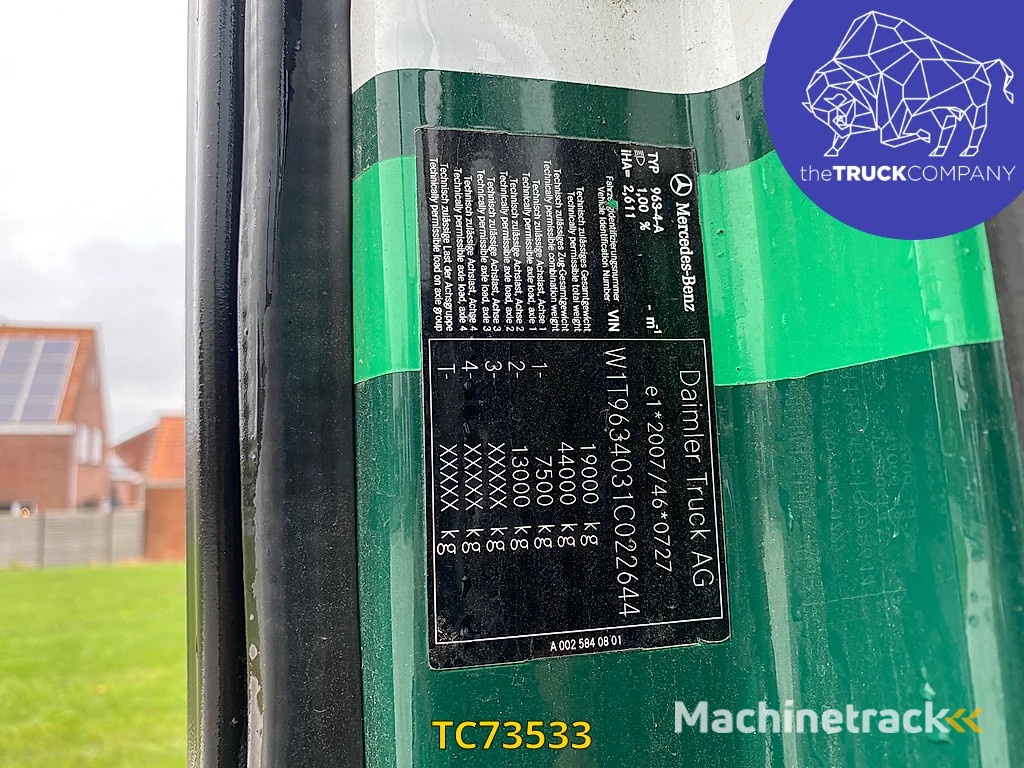 theTRUCKCOMPANY
Mercedes-Benz
TYP 963-4-A
1,00 %
iHA= 2,611 - m¹
Fahrzeugidentifizierungsnummer
Vehicle Identification Number VIN
Technisch zulässiges Gesamtgewicht
Technically permissible total weight
Technisch zulässiges Zug-Gesamtgewicht
Technically permissible combination weight
Technisch zulässige Achslast, Achse 1
Technically permissible axle load, axle 1
Technisch zulässige Achslast, Achse 2
Technically permissible axle load, axle 2
Technisch zulässige Achslast, Achse 3
Technically permissible axle load, axle 3
Technisch zulässige Achslast, Achse 4
Technically permissible axle load, axle 4
Technisch zulässige Last der Achsgruppe
Technically permissible load on axle group
Daimler Truck AG
e1*2007/46*0727
W1T9634031C022644
19000 kg
44000 kg
1- 7500 kg
2- 13000 kg
3- XXXXX kg
4- XXXXX kg
T- XXXXX kg
A 002 584 08 01
Machinetrack
TC73533